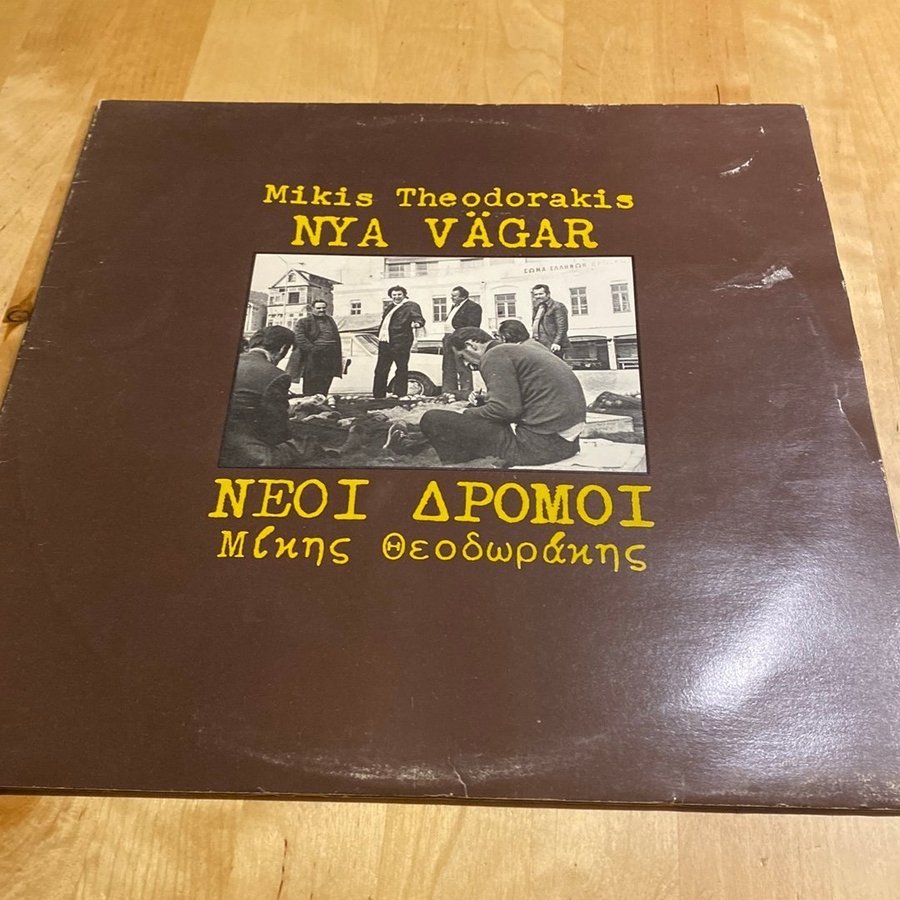 Mikis Theodorakis
NYA VÄGAR
ΝΕΟΙ ΔΡΟΜΟΙ
Μίκης Θεοδωράκης